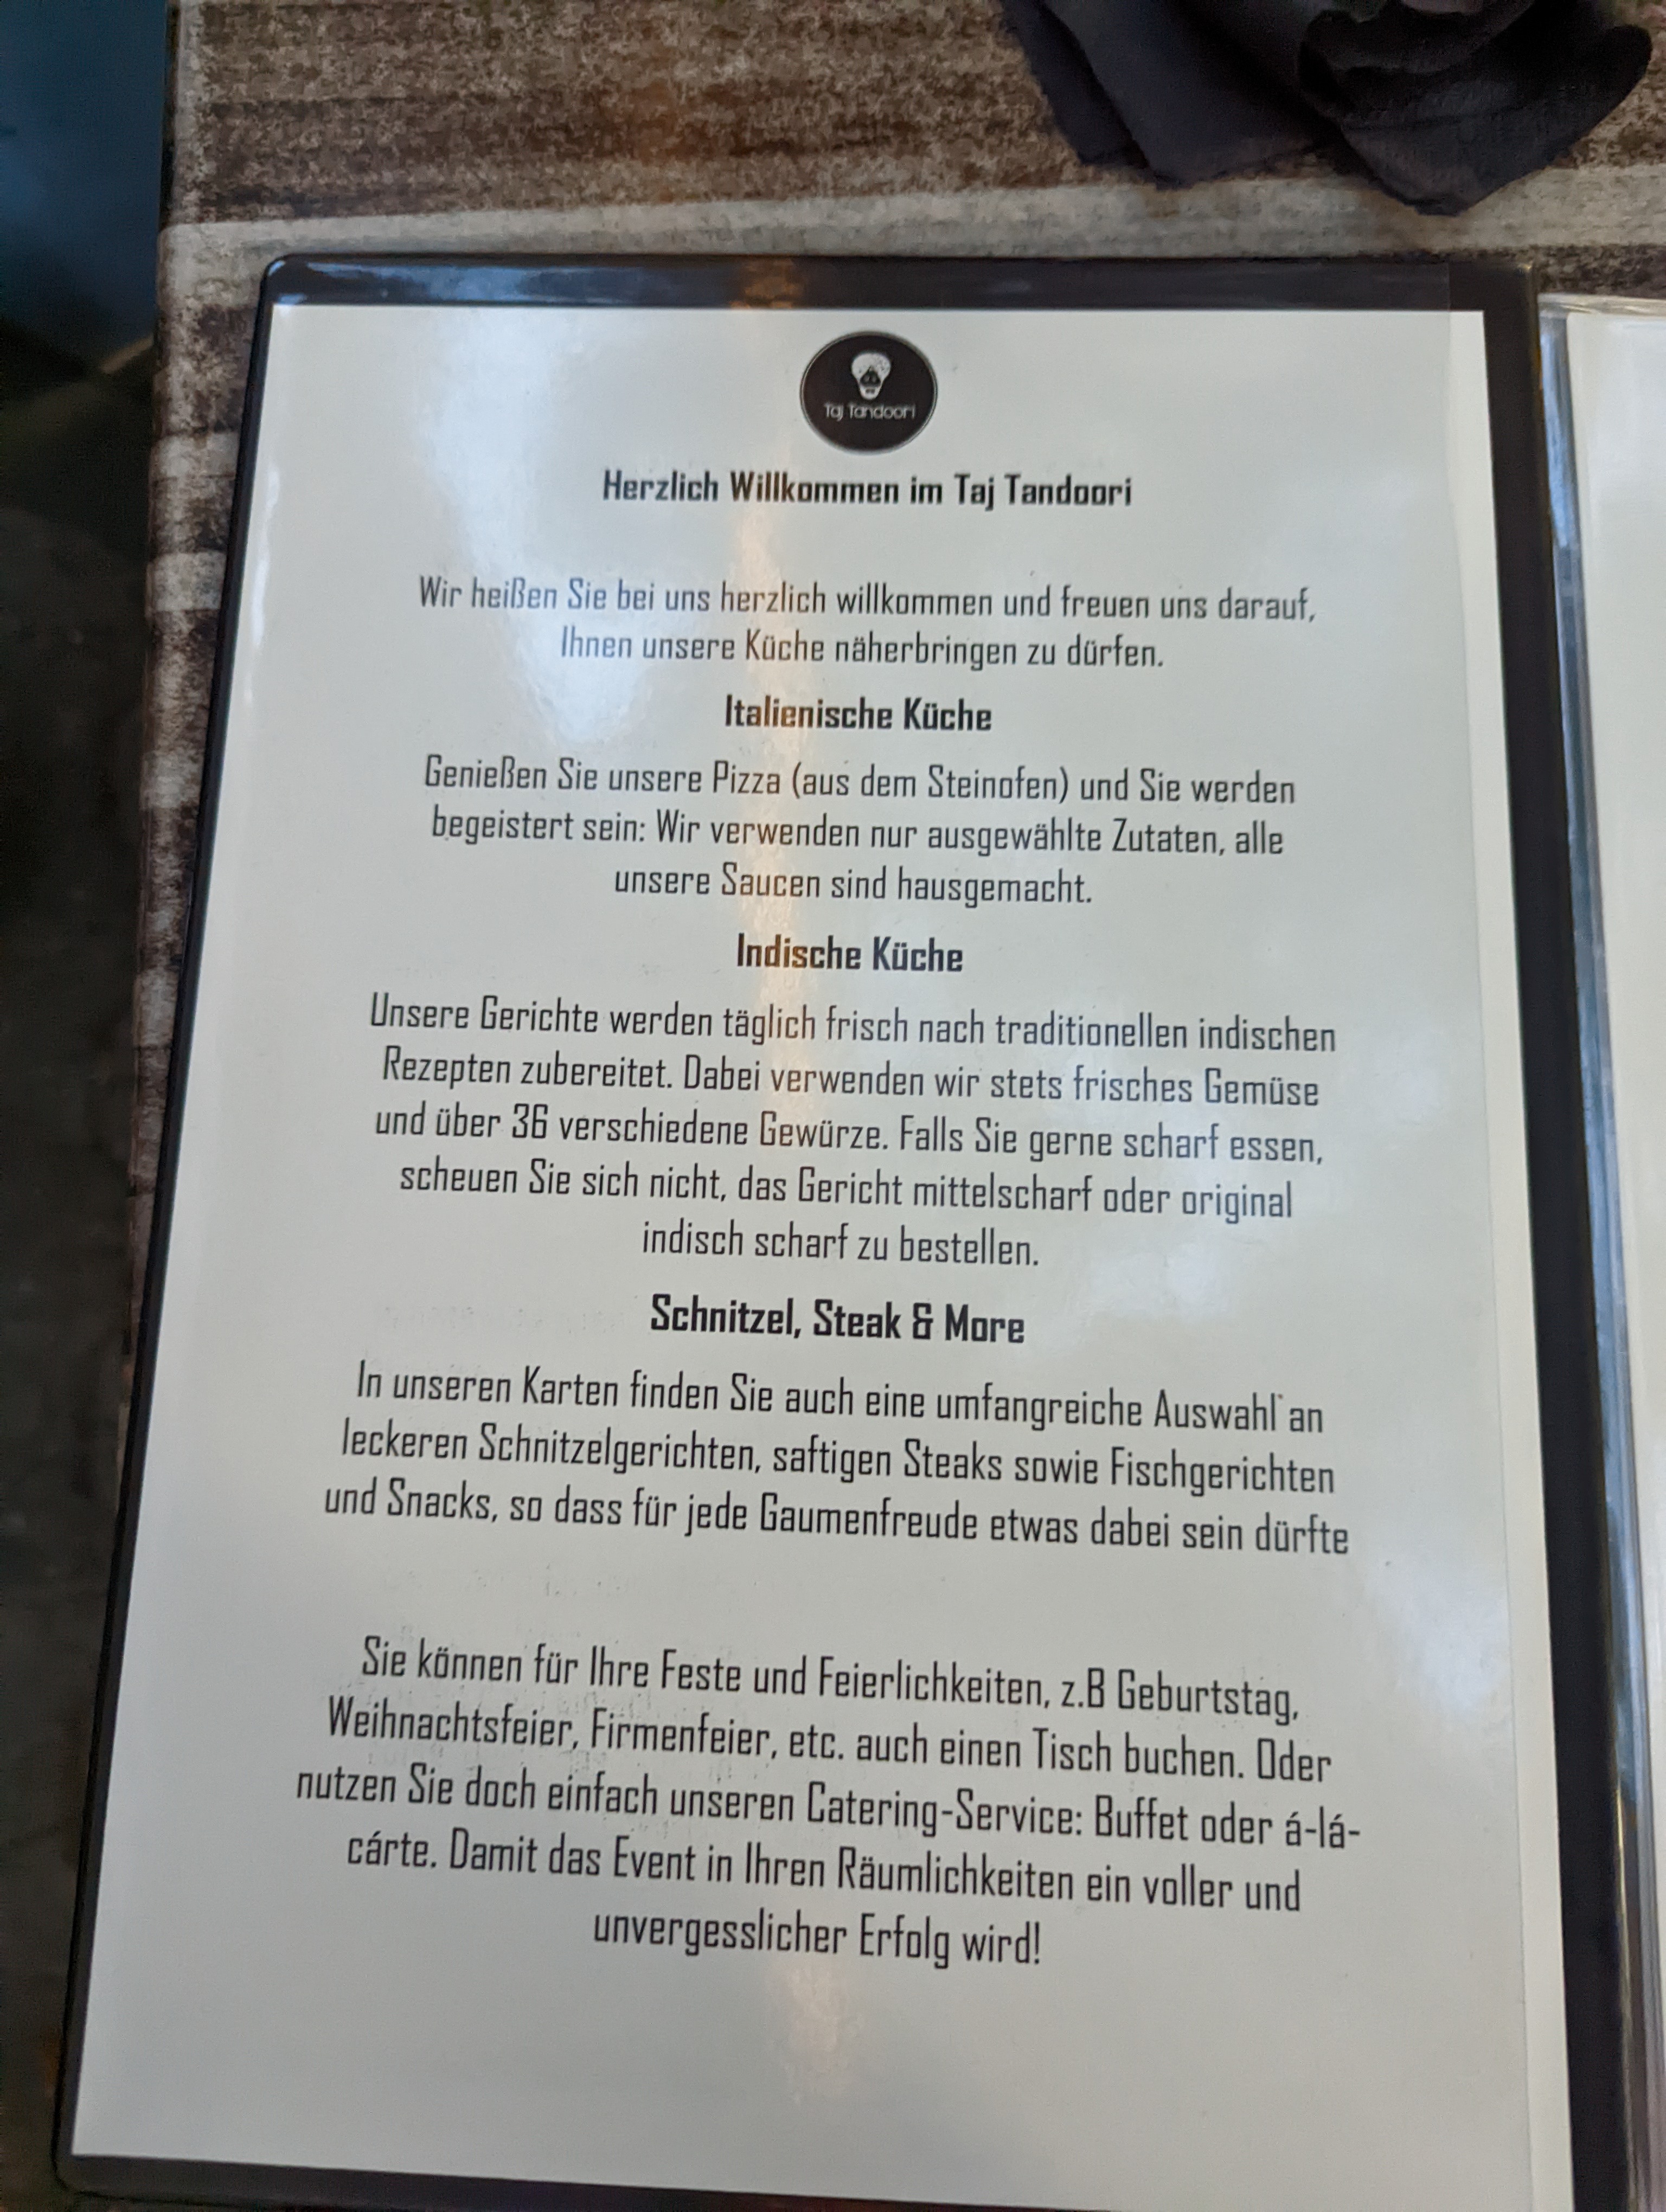 Taj Tandoori
Herzlich Willkommen im Taj Tandoori
Wir heißen Sie bei uns herzlich willkommen und freuen uns darauf,
Ihnen unsere Küche näherbringen zu dürfen.
Italienische Küche
Genießen Sie unsere Pizza (aus dem Steinofen) und Sie werden
begeistert sein: Wir verwenden nur ausgewählte Zutaten, alle
unsere Saucen sind hausgemacht.
Indische Küche
Unsere Gerichte werden täglich frisch nach traditionellen indischen
Rezepten zubereitet. Dabei verwenden wir stets frisches Gemüse
und über 36 verschiedene Gewürze. Falls Sie gerne scharf essen,
scheuen Sie sich nicht, das Gericht mittelscharf oder original
indisch scharf zu bestellen.
Schnitzel, Steak & More
In unseren Karten finden Sie auch eine umfangreiche Auswahl an
leckeren Schnitzelgerichten, saftigen Steaks sowie Fischgerichten
und Snacks, so dass für jede Gaumenfreude etwas dabei sein dürfte
Sie können für Ihre Feste und Feierlichkeiten, z.B Geburtstag,
Weihnachtsfeier, Firmenfeier, etc. auch einen Tisch buchen. Oder
nutzen Sie doch einfach unseren Catering-Service: Buffet oder á-lá-
cárte. Damit das Event in Ihren Räumlichkeiten ein voller und
unvergesslicher Erfolg wird!